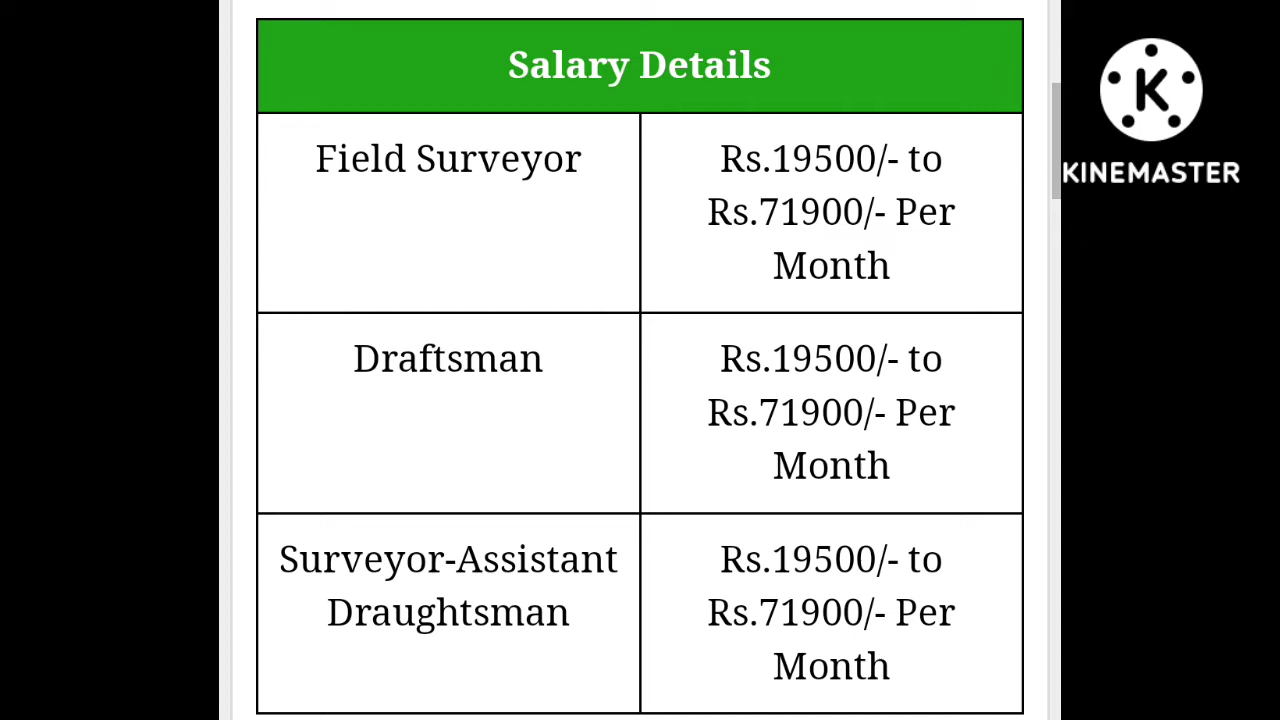 Salary Details
Field Surveyor
Rs.19500/- to
Rs.71900/- Per
Month
Draftsman
Rs.19500/- to
Rs.71900/- Per
Month
Surveyor-Assistant
Draughtsman
Rs.19500/- to
Rs.71900/- Per
Month
K
KINEMASTER